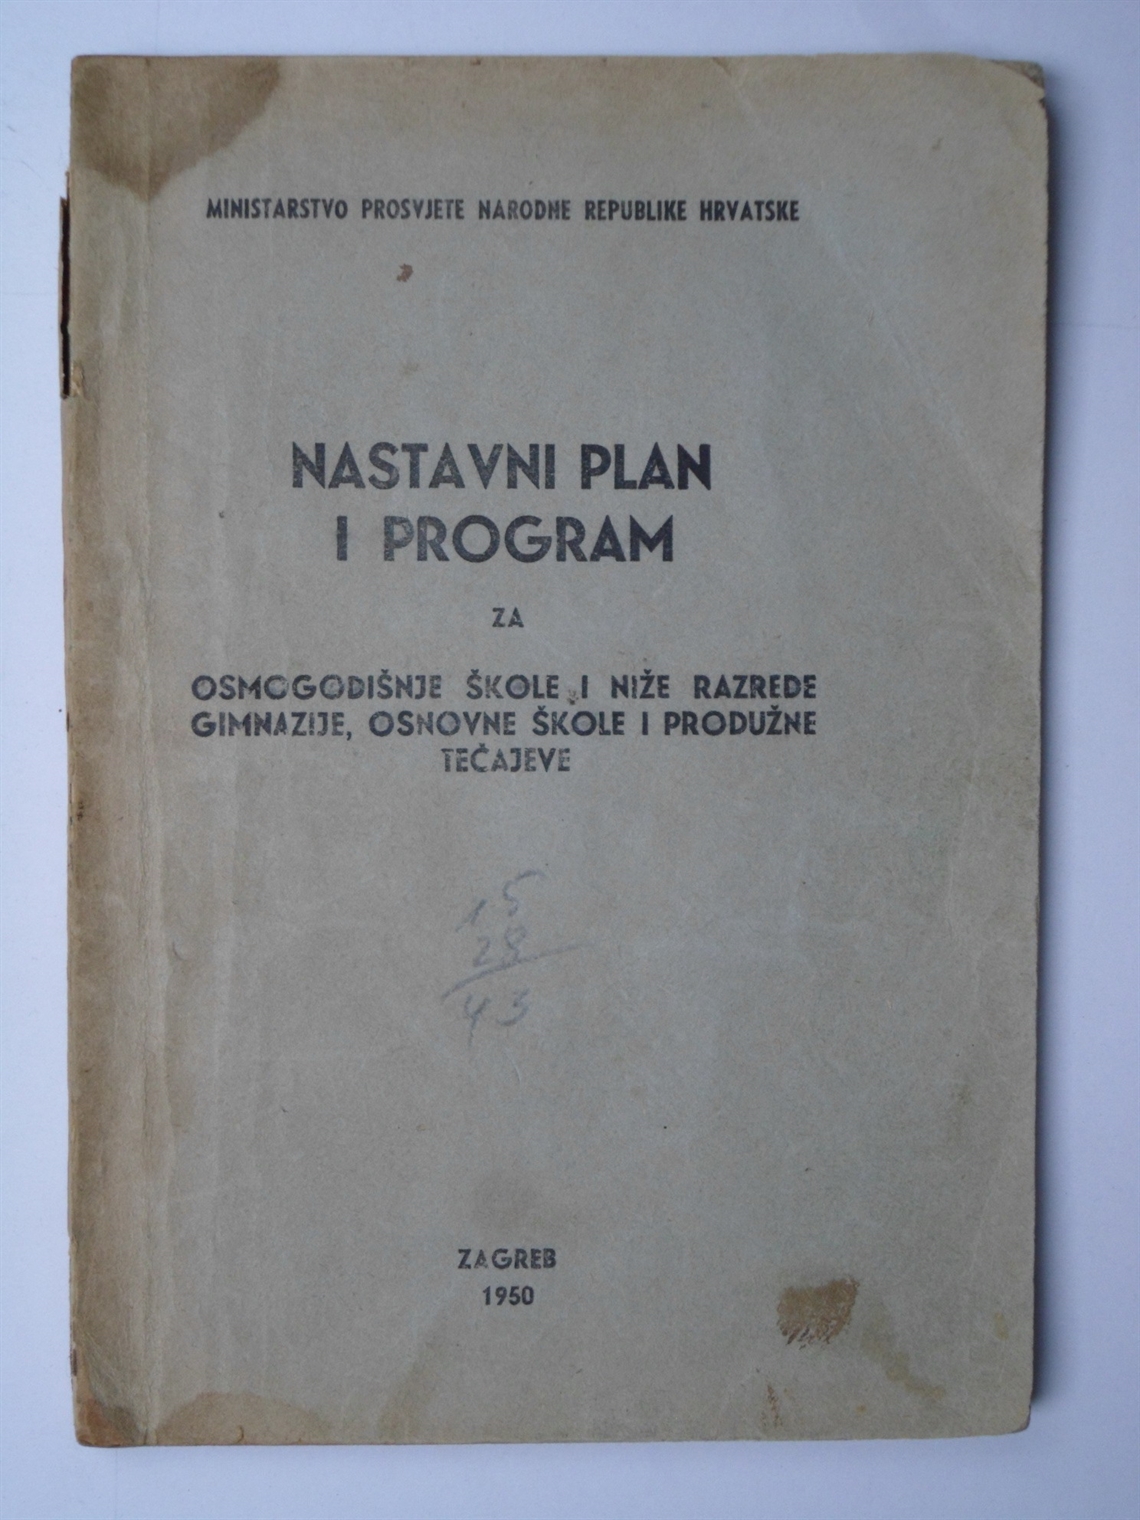 MINISTARSTVO PROSVJETE NARODNE REPUBLIKE HRVATSKE
NASTAVNI PLAN
I PROGRAM
ZA
OSMOGODIŠNJE ŠKOLE I NIŽE RAZREDE
GIMNAZIJE, OSNOVNE ŠKOLE I PRODUŽNE
TEČAJEVE
15
28
43
ZAGREB
1950